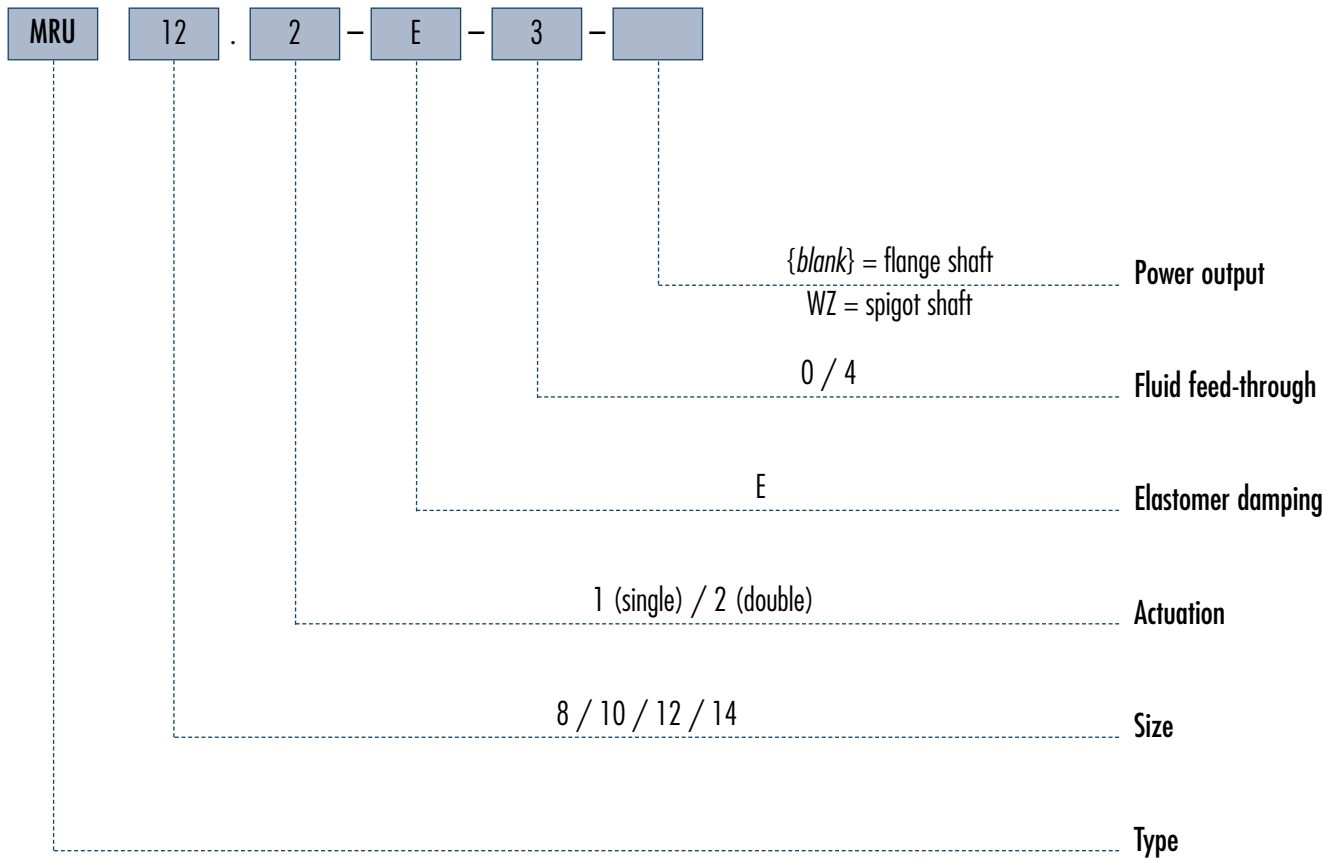 MRU 12 . 2 – E – 3 –
{blank} = flange shaft
Power output
WZ = spigot shaft
0 / 4
Fluid feed-through
E
Elastomer damping
1 (single) / 2 (double)
Actuation
8 / 10 / 12 / 14
Size
Type